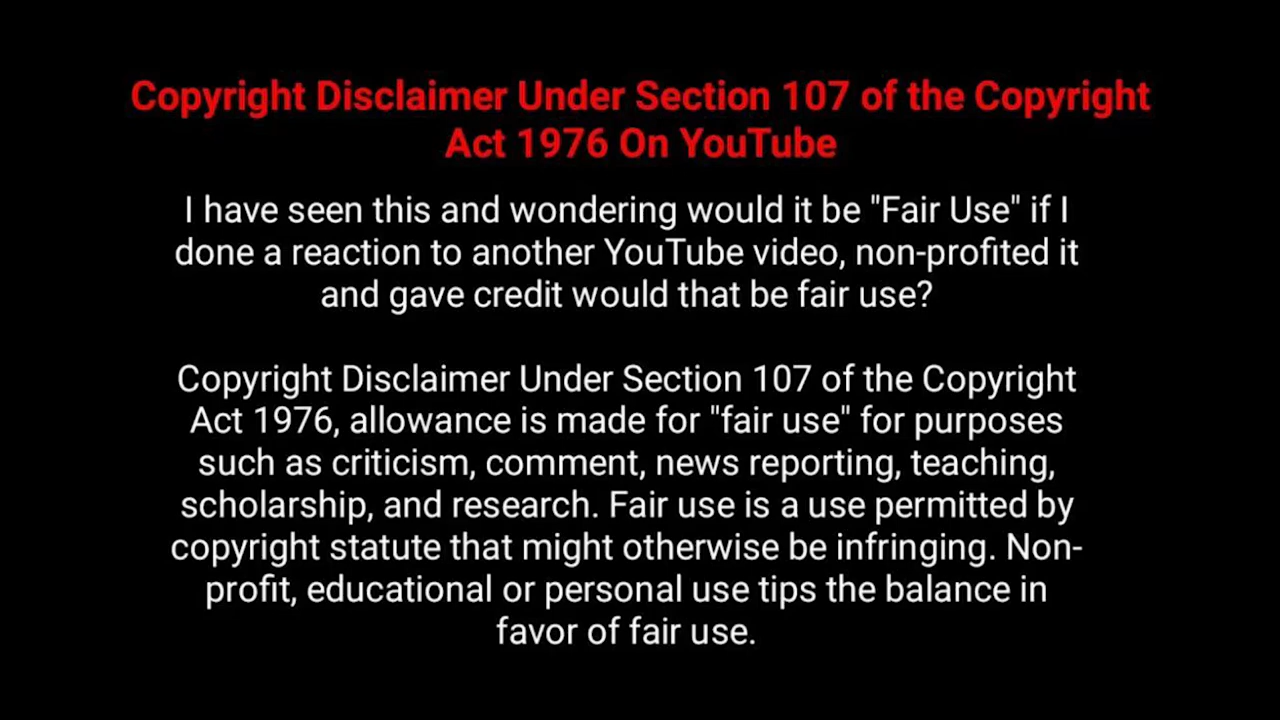 Copyright Disclaimer Under Section 107 of the Copyright
Act 1976 On YouTube
I have seen this and wondering would it be "Fair Use" if I
done a reaction to another YouTube video, non-profited it
and gave credit would that be fair use?
Copyright Disclaimer Under Section 107 of the Copyright
Act 1976, allowance is made for "fair use" for purposes
such as criticism, comment, news reporting, teaching,
scholarship, and research. Fair use is a use permitted by
copyright statute that might otherwise be infringing. Non-
profit, educational or personal use tips the balance in
favor of fair use.